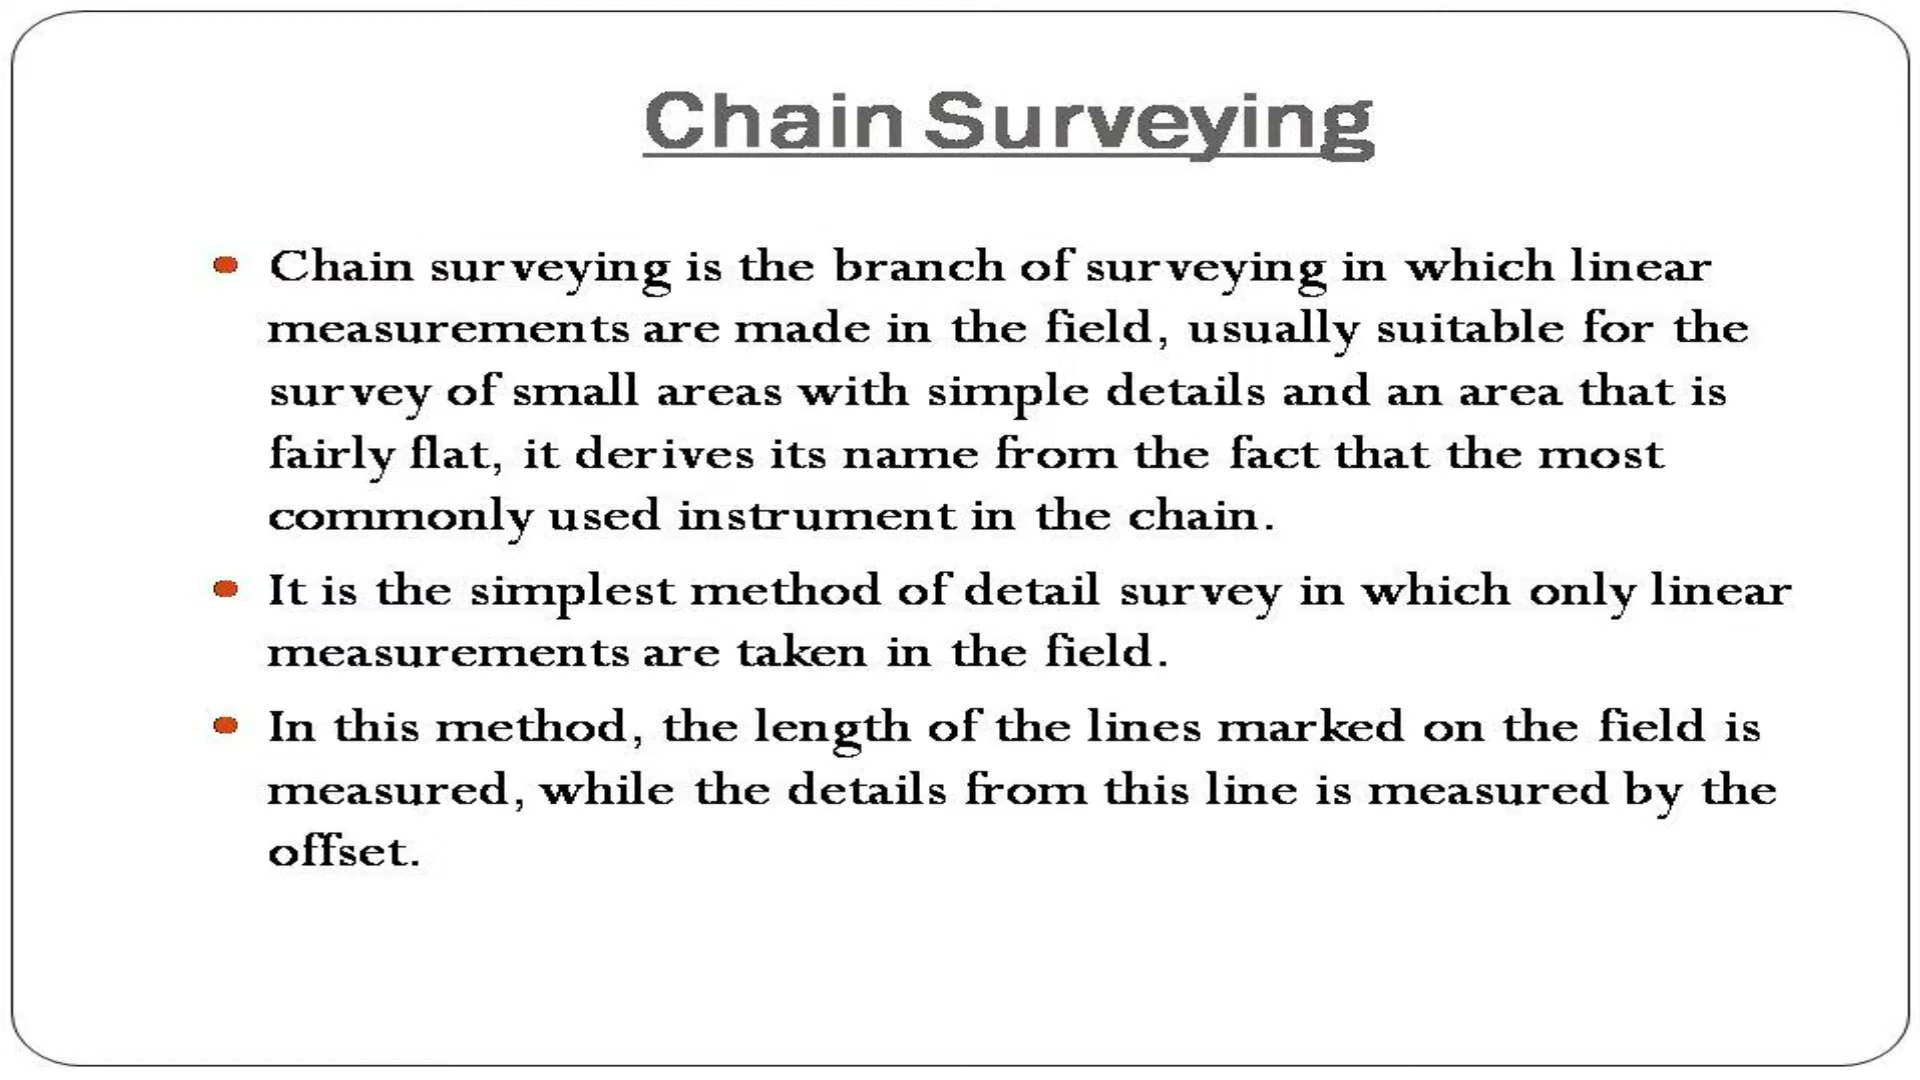 Chain Surveying
• Chain surveying is the branch of surveying in which linear
measurements are made in the field, usually suitable for the
survey of small areas with simple details and an area that is
fairly flat, it derives its name from the fact that the most
commonly used instrument in the chain.
• It is the simplest method of detail survey in which only linear
measurements are taken in the field.
• In this method, the length of the lines marked on the field is
measured, while the details from this line is measured by the
offset.